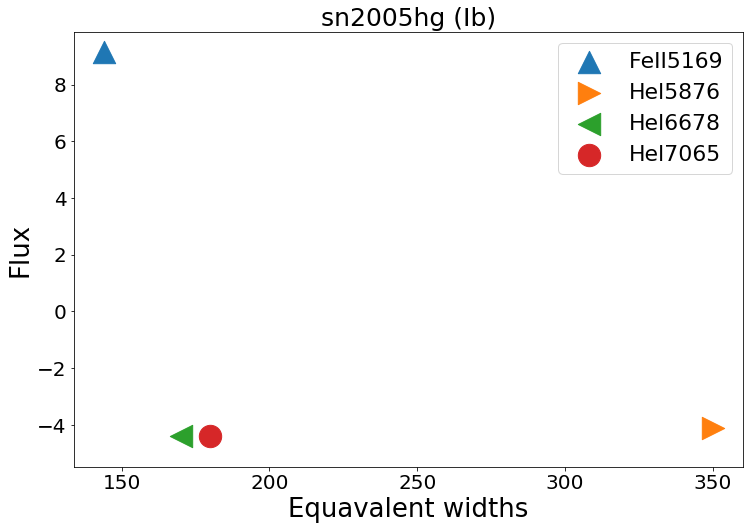 sn2005hg (Ib)
FeII5169
HeI5876
HeI6678
HeI7065
Flux
8
6
4
2
0
−2
−4
150 200 250 300 350
Equavalent widths